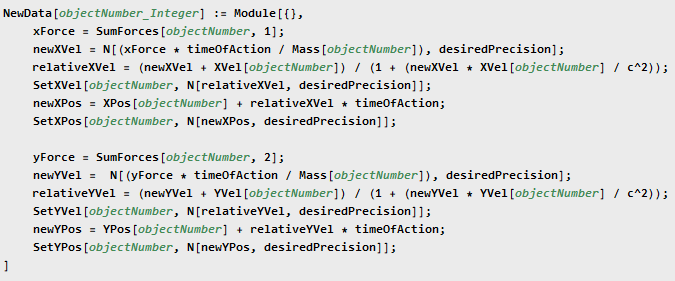 NewData[objectNumber_Integer] := Module[{},
xForce = SumForces[objectNumber, 1];
newXVel = N[(xForce * timeOfAction / Mass[objectNumber]), desiredPrecision];
relativeXVel = (newXVel + XVel[objectNumber]) / (1 + (newXVel * XVel[objectNumber] / c^2));
SetXVel[objectNumber, N[relativeXVel, desiredPrecision]];
newXPos = XPos[objectNumber] + relativeXVel * timeOfAction;
SetXPos[objectNumber, N[newXPos, desiredPrecision]];
yForce = SumForces[objectNumber, 2];
newYVel =  N[(yForce * timeOfAction / Mass[objectNumber]), desiredPrecision];
relativeYVel = (newYVel + YVel[objectNumber]) / (1 + (newYVel * YVel[objectNumber] / c^2));
SetYVel[objectNumber, N[relativeYVel, desiredPrecision]];
newYPos = YPos[objectNumber] + relativeYVel * timeOfAction;
SetYPos[objectNumber, N[newYPos, desiredPrecision]];
]